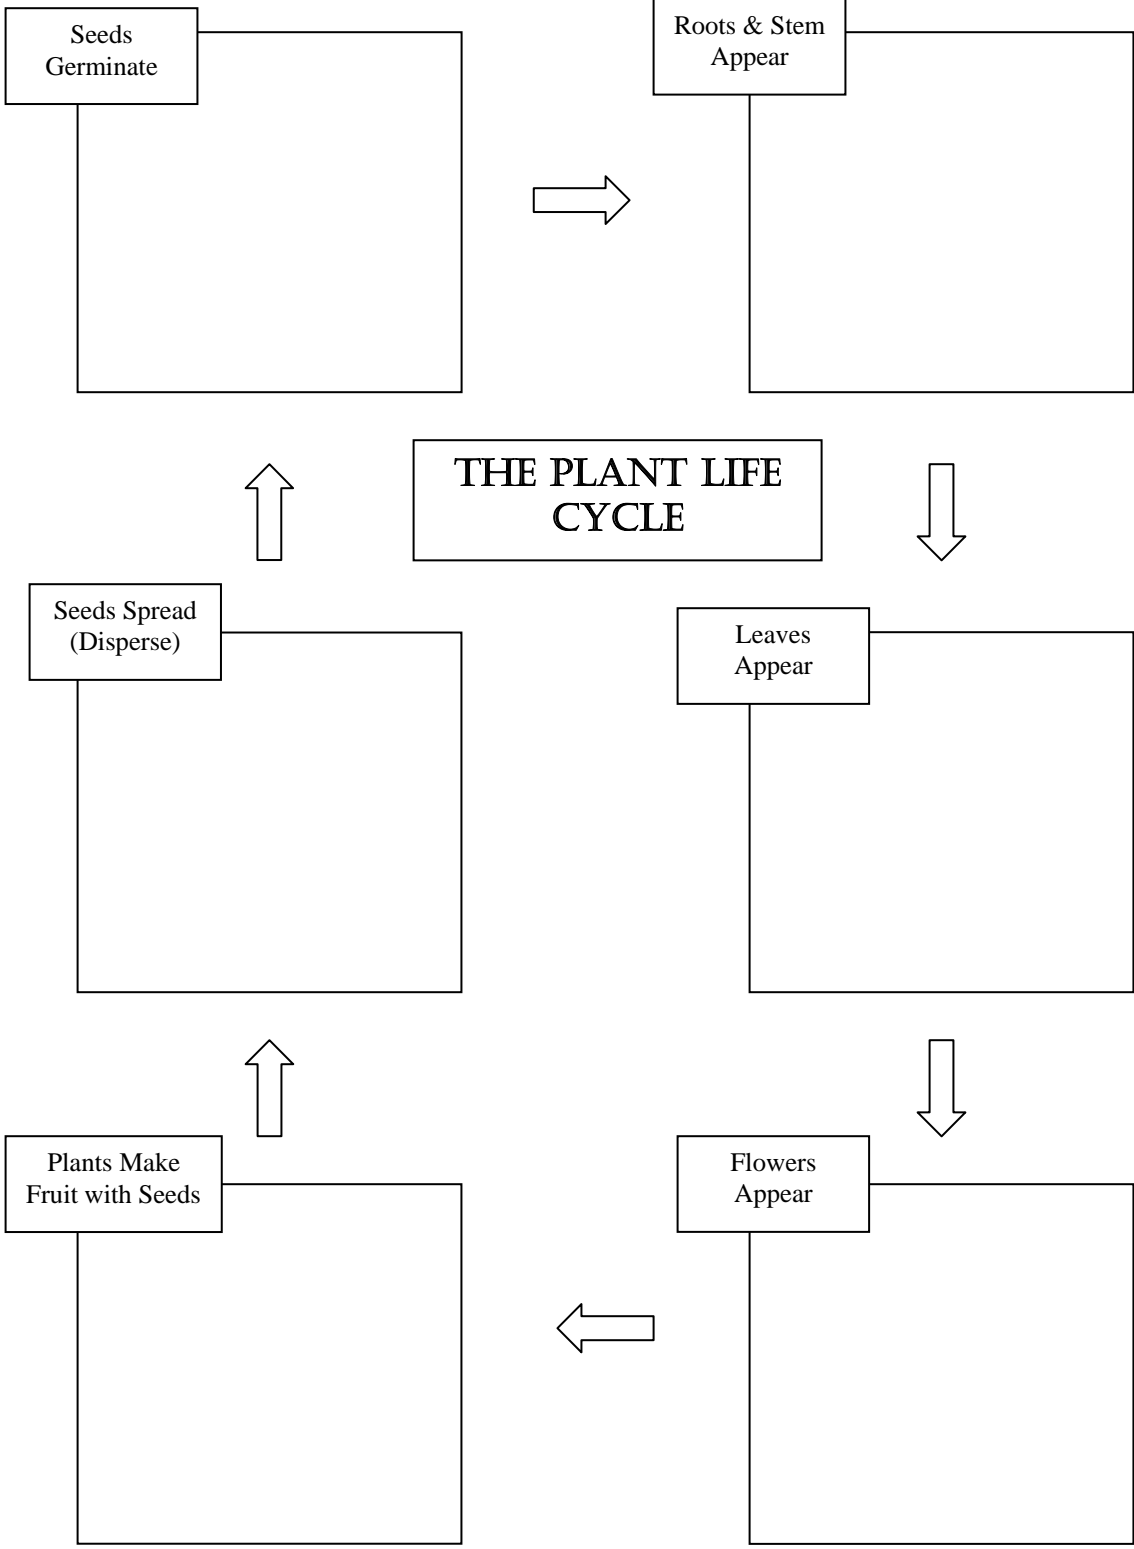 Seeds
Germinate
Roots & Stem
Appear
THE PLANT LIFE
CYCLE
Seeds Spread
(Disperse)
Leaves
Appear
Plants Make
Fruit with Seeds
Flowers
Appear